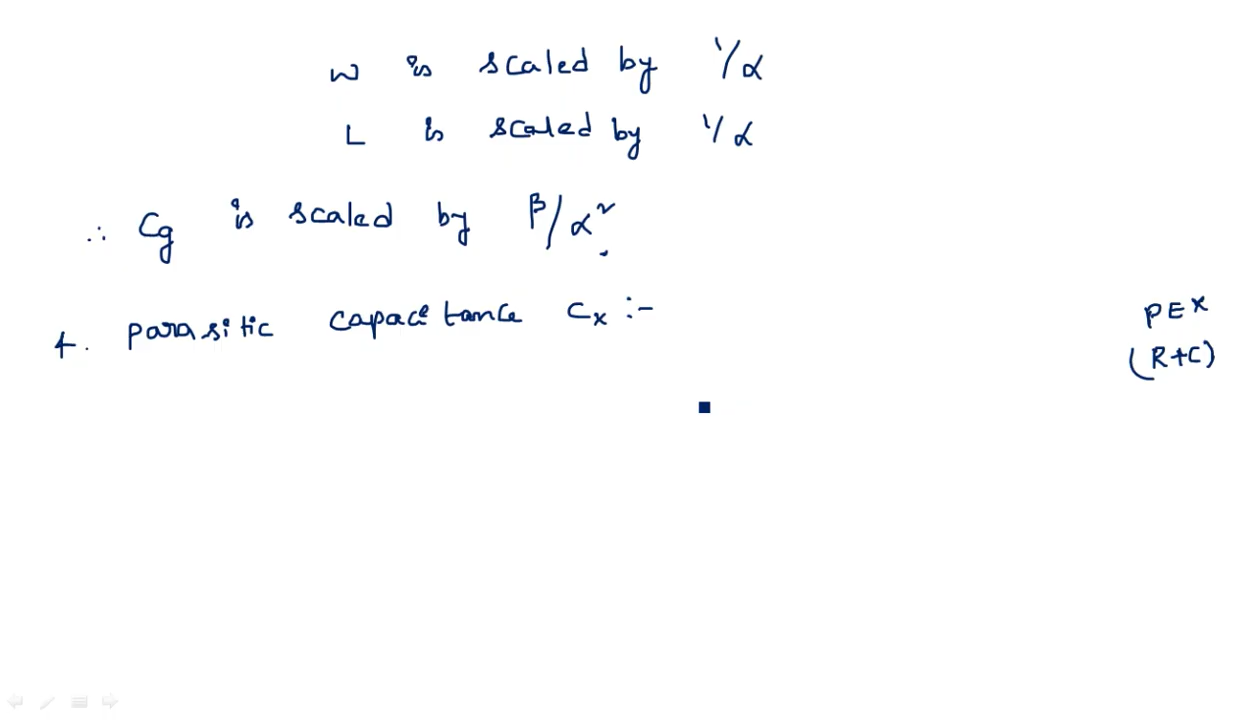 W is scaled by 1/α
L is scaled by 1/α
∴ Cg is scaled by β/α²
4. Parasitic capacitance Cx :-
PEX
(R+C)